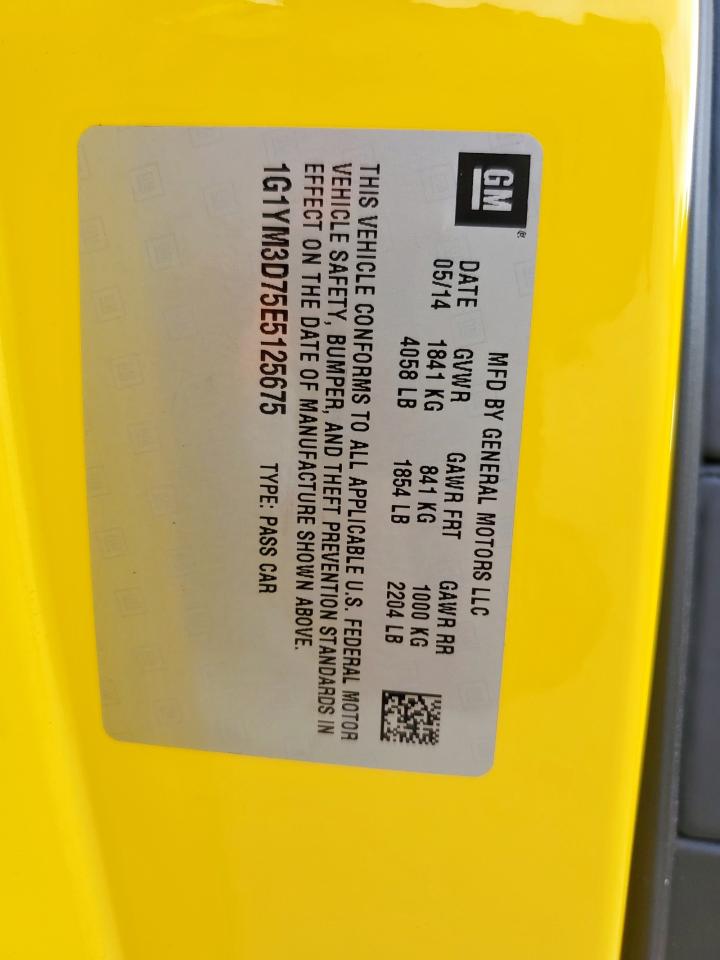 GM®
MFD BY GENERAL MOTORS LLC
DATE GVWR GAWR FRT GAWR RR
05/14 1841 KG 841 KG 1000 KG
4058 LB 1854 LB 2204 LB
THIS VEHICLE CONFORMS TO ALL APPLICABLE U.S. FEDERAL MOTOR
VEHICLE SAFETY, BUMPER, AND THEFT PREVENTION STANDARDS IN
EFFECT ON THE DATE OF MANUFACTURE SHOWN ABOVE.
1G1YM3D75E5125675 TYPE: PASS CAR